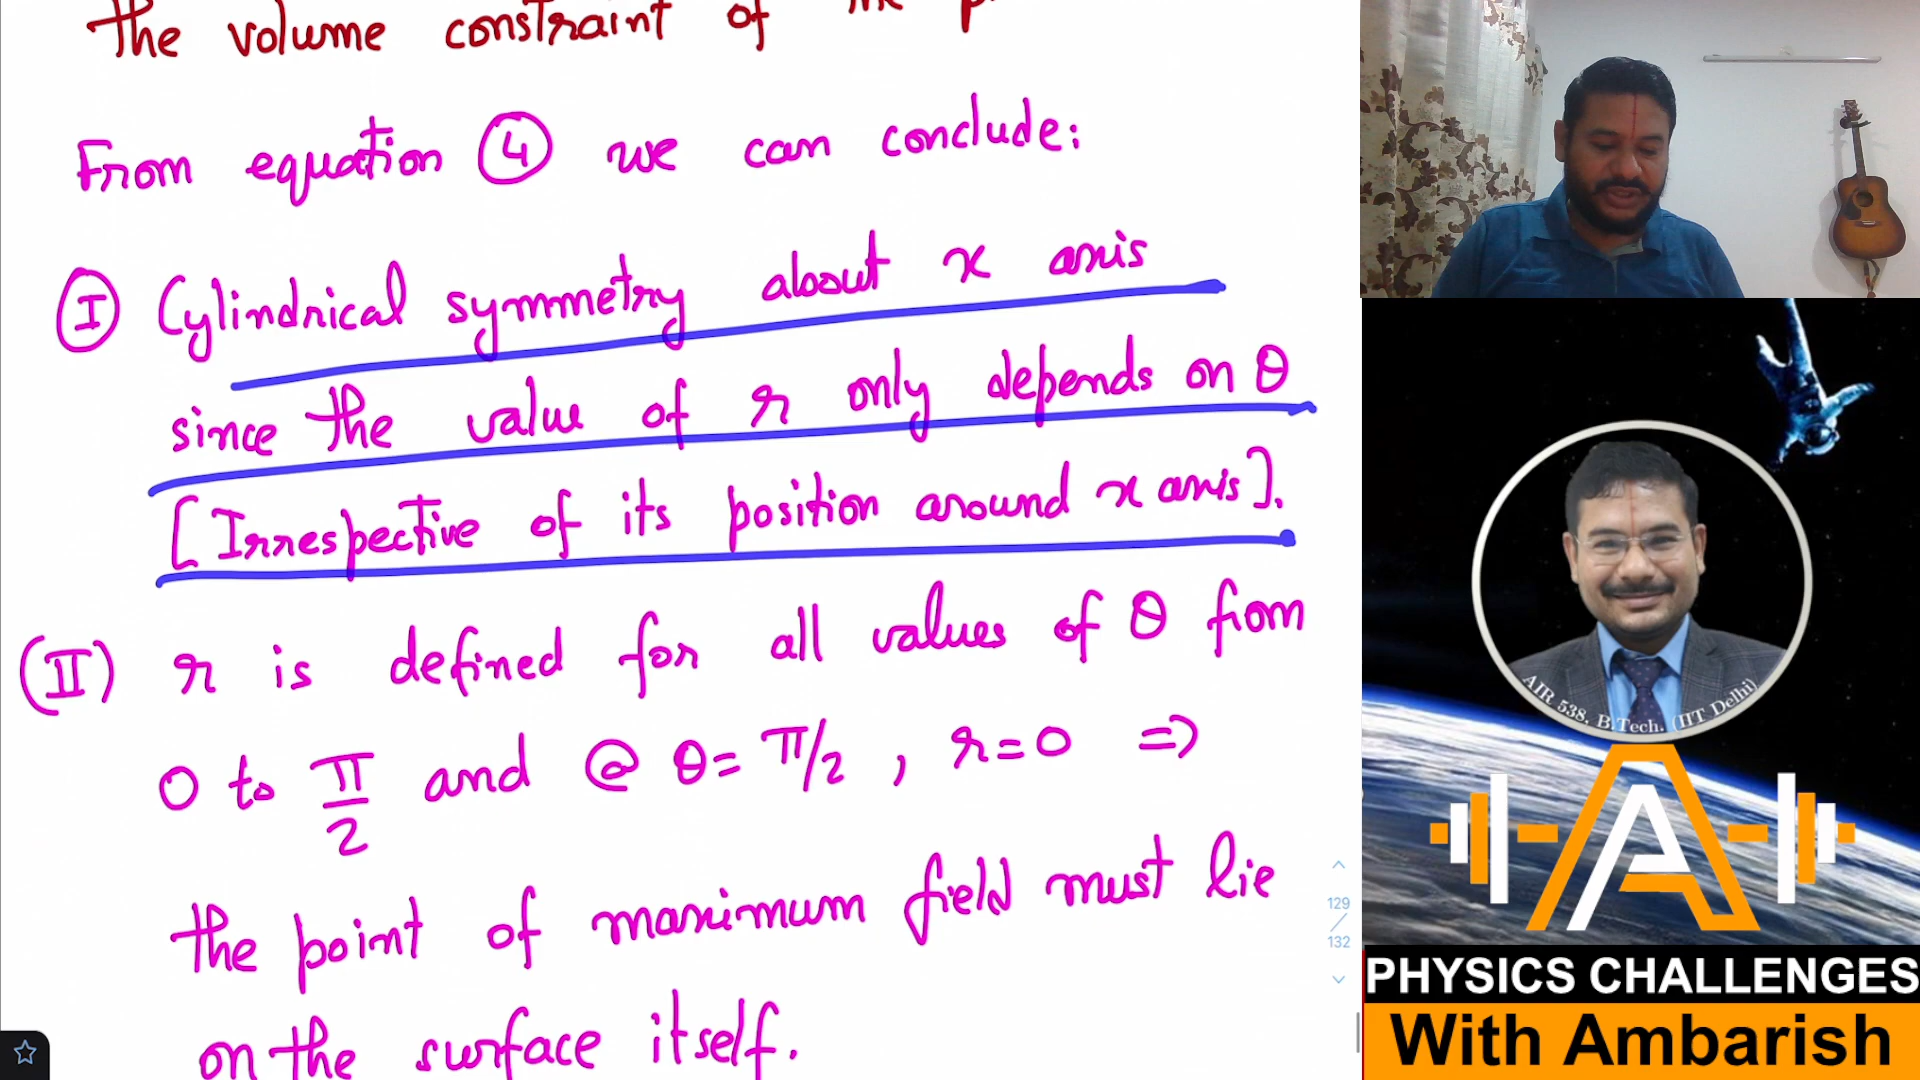 the volume constraint of the
From equation ④ we can conclude:
Ⓘ Cylindrical symmetry about x axis
since the value of r only depends on θ
[Irrespective of its position around x axis].
(II) r is defined for all values of θ from
0 to π/2 and @ θ=π/2, r=0 ⇒
the point of maximum field must lie
on the surface itself.
129
/
132
AIR 538, B.Tech. (IIT Delhi)
A
PHYSICS CHALLENGES
With Ambarish